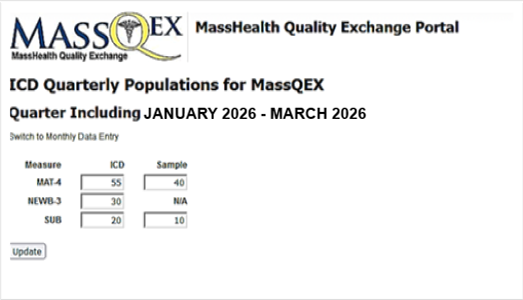 MASSQEX
MassHealth Quality Exchange
MassHealth Quality Exchange Portal
ICD Quarterly Populations for MassQEX
Quarter Including JANUARY 2026 - MARCH 2026
Switch to Monthly Data Entry
Measure ICD Sample
MAT-4 55 40
NEWB-3 30 N/A
SUB 20 10
Update